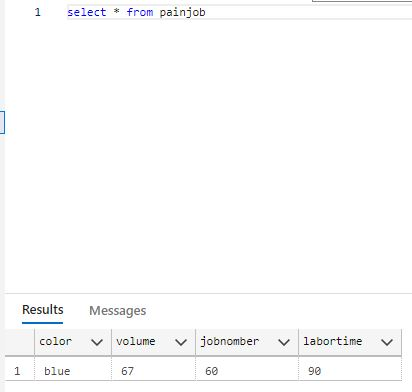 1 select * from painjob
Results Messages
color volume jobnomber labortime
1 blue 67 60 90